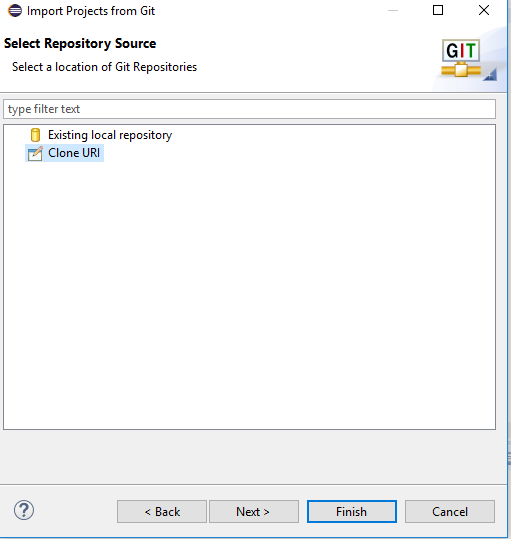 Import Projects from Git
Select Repository Source
Select a location of Git Repositories
GIT
type filter text
Existing local repository
Clone URI
?
< Back
Next >
Finish
Cancel